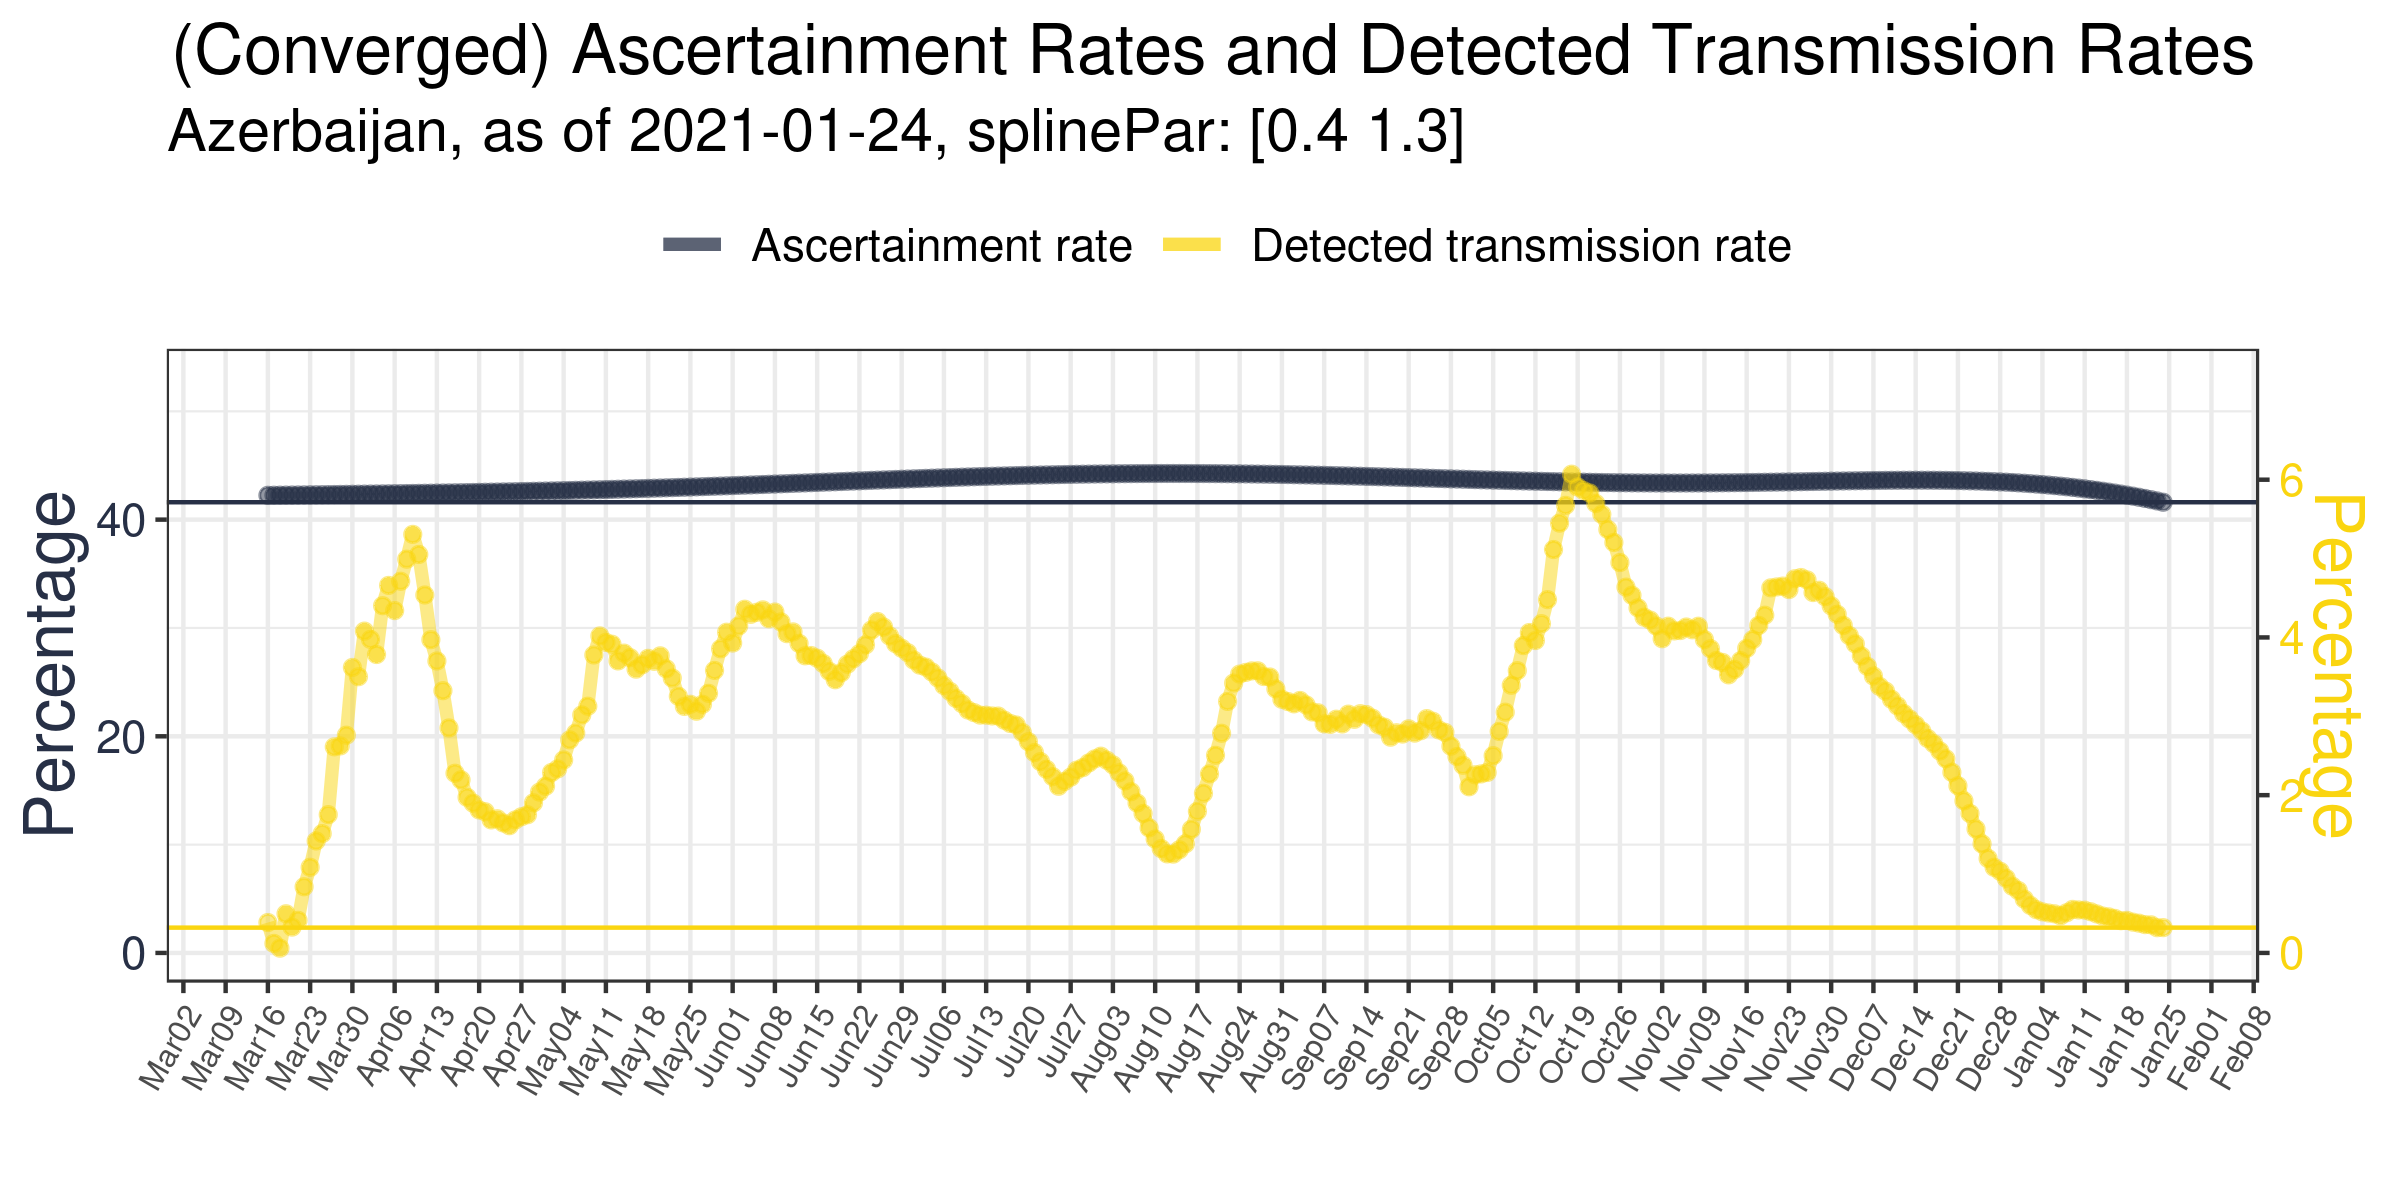 (Converged) Ascertainment Rates and Detected Transmission Rates
Azerbaijan, as of 2021-01-24, splinePar: [0.4 1.3]
Ascertainment rate
Detected transmission rate
Percentage
40
20
0
6
4
2
0
Percentage
Mar02
Mar09
Mar16
Mar23
Mar30
Apr06
Apr13
Apr20
Apr27
May04
May11
May18
May25
Jun01
Jun08
Jun15
Jun22
Jun29
Jul06
Jul13
Jul20
Jul27
Aug03
Aug10
Aug17
Aug24
Aug31
Sep07
Sep14
Sep21
Sep28
Oct05
Oct12
Oct19
Oct26
Nov02
Nov09
Nov16
Nov23
Nov30
Dec07
Dec14
Dec21
Dec28
Jan04
Jan11
Jan18
Jan25
Feb01
Feb08